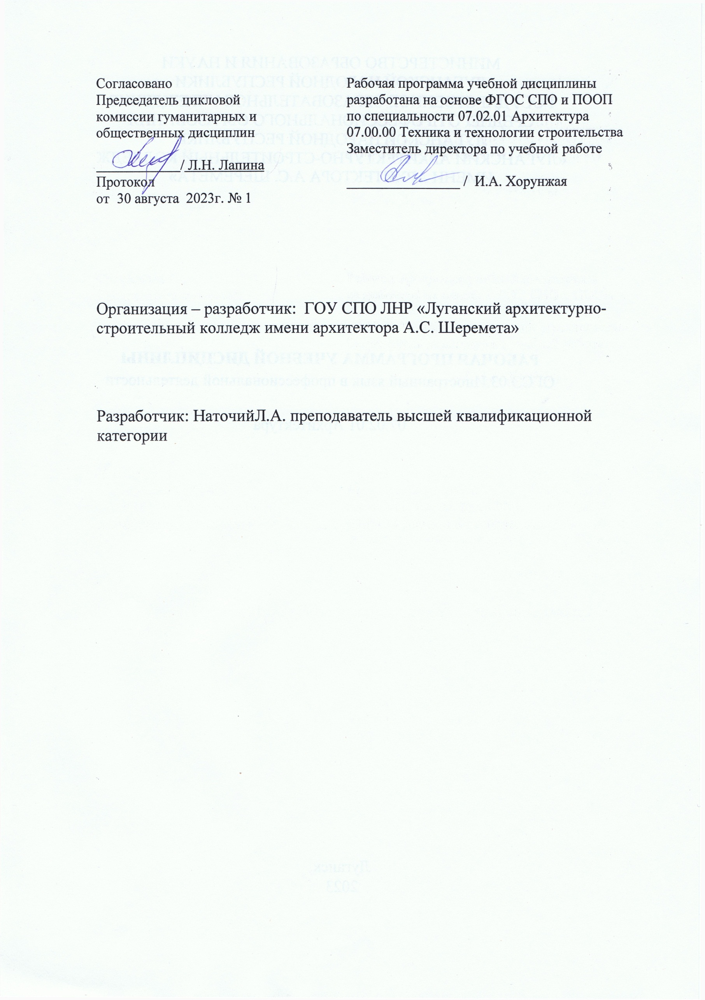 Согласовано
Председатель цикловой
комиссии гуманитарных и
общественных дисциплин
/ Л.Н. Лапина
Протокол
от 30 августа 2023г. № 1
Рабочая программа учебной дисциплины
разработана на основе ФГОС СПО и ПООП
по специальности 07.02.01 Архитектура
07.00.00 Техника и технологии строительства
Заместитель директора по учебной работе
/ И.А. Хорунжая
Организация – разработчик: ГОУ СПО ЛНР «Луганский архитектурно-
строительный колледж имени архитектора А.С. Шеремета»
Разработчик: НаточийЛ.А. преподаватель высшей квалификационной
категории